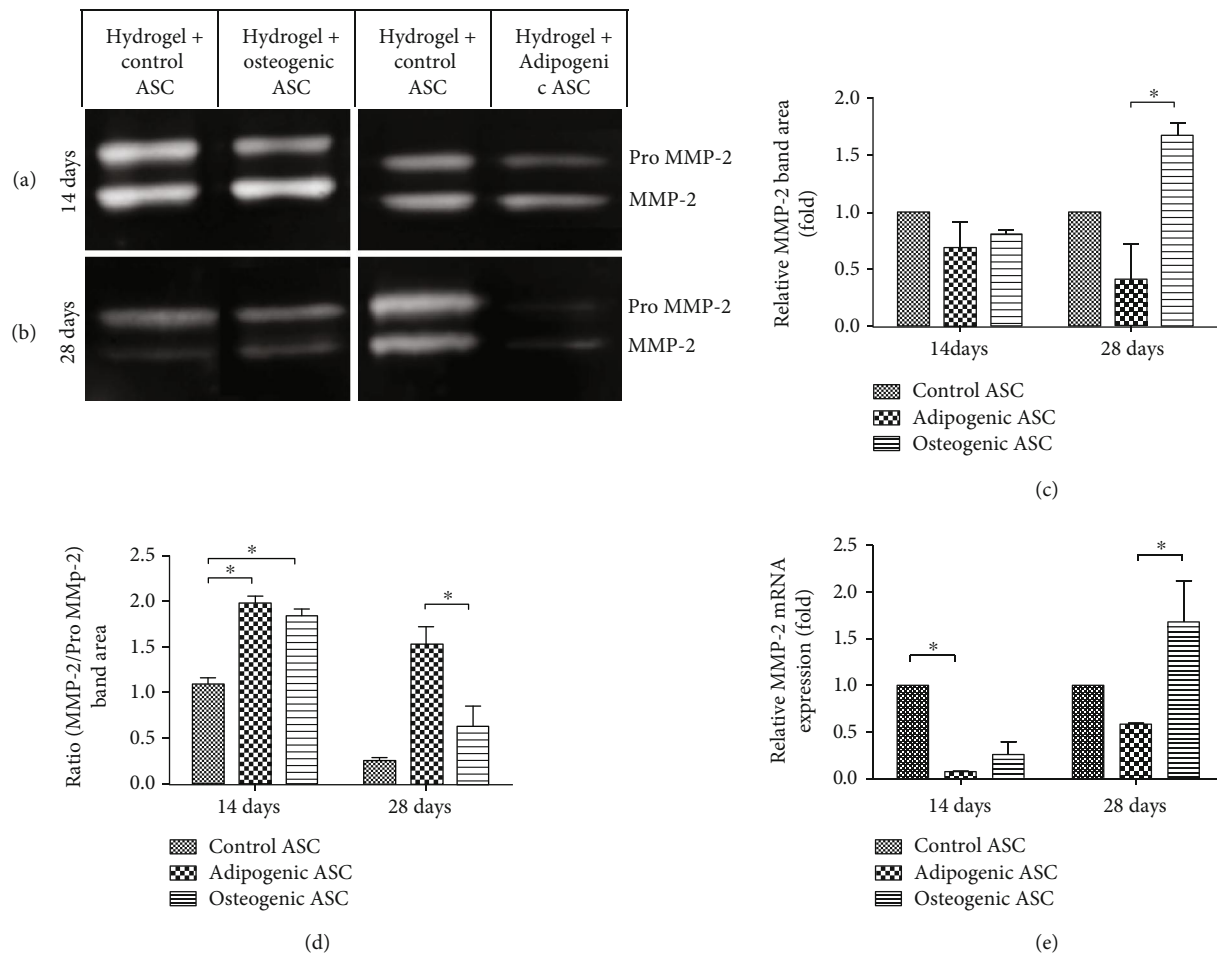 Hydrogel +
control
ASC
Hydrogel +
osteogenic
ASC
Hydrogel +
control
ASC
Hydrogel +
Adipogeni
c ASC
(a)
14 days
Pro MMP-2
MMP-2
(b)
28 days
Pro MMP-2
MMP-2
Relative MMP-2 band area
(fold)
2.0
1.5
1.0
0.5
0.0
*
14days
28 days
Control ASC
Adipogenic ASC
Osteogenic ASC
(c)
Ratio (MMP-2/Pro MMp-2)
band area
2.5
2.0
1.5
1.0
0.5
0.0
*
*
*
14 days
28 days
Control ASC
Adipogenic ASC
Osteogenic ASC
(d)
Relative MMP-2 mRNA
expression (fold)
2.5
2.0
1.5
1.0
0.5
0.0
*
*
14 days
28 days
Control ASC
Adipogenic ASC
Osteogenic ASC
(e)